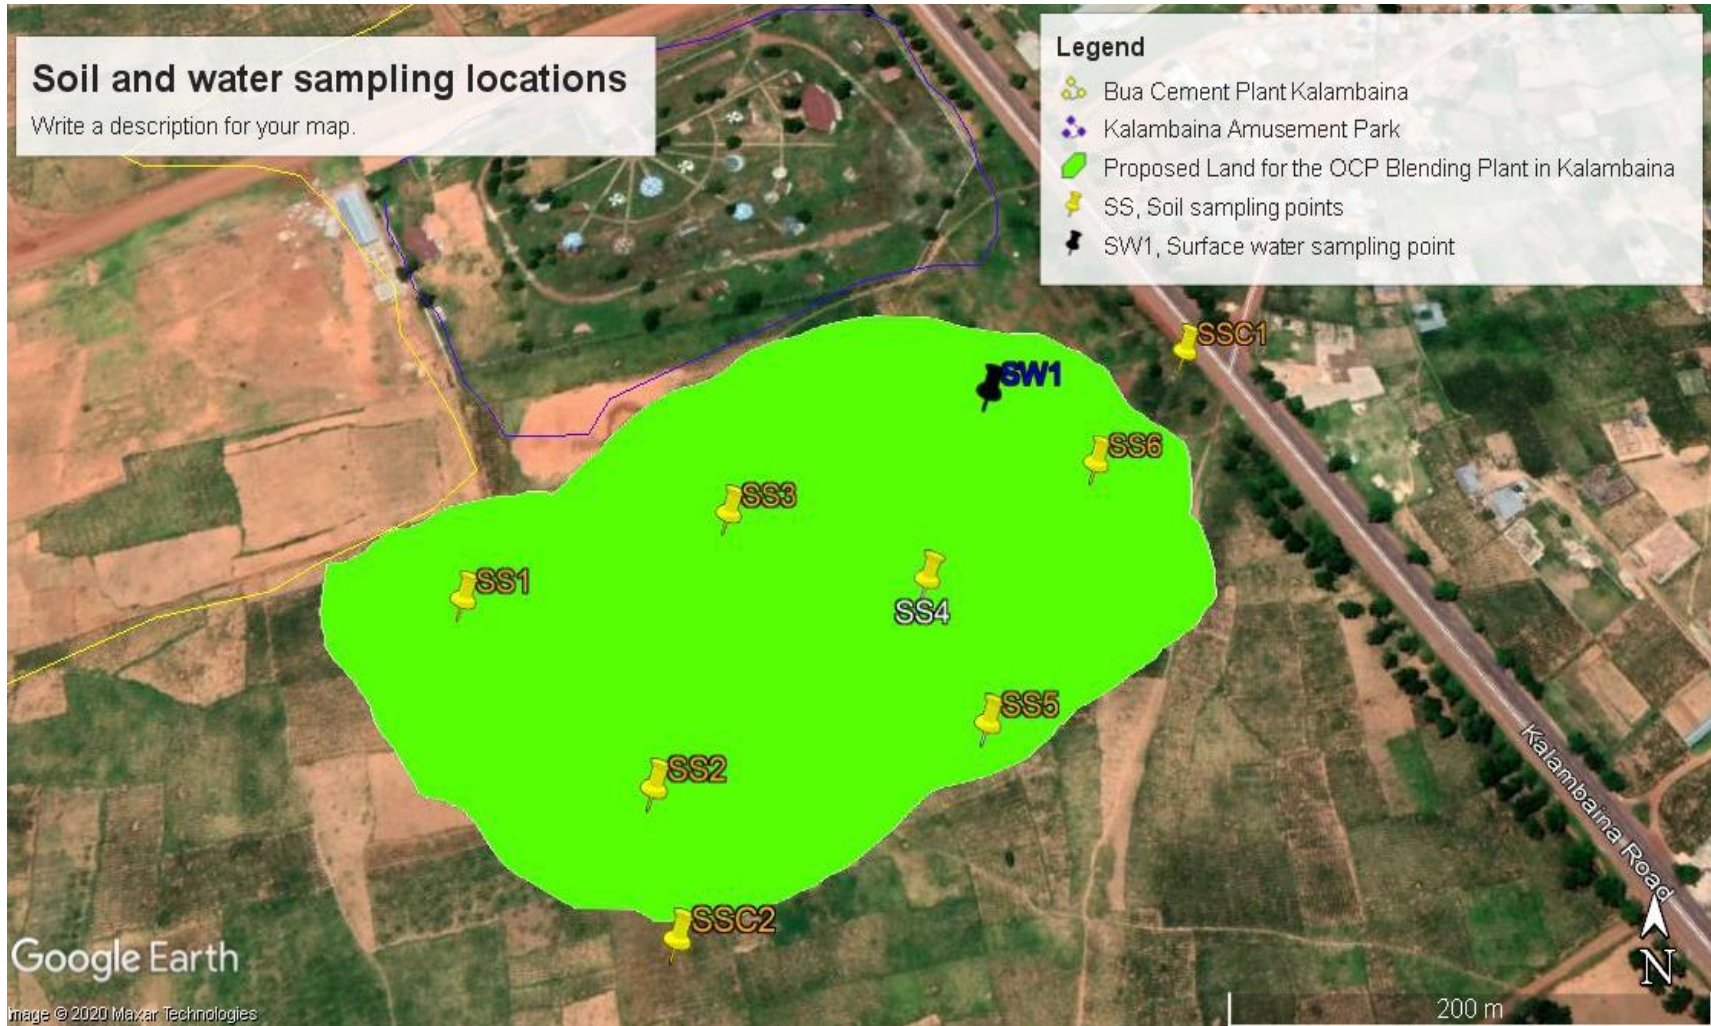 Soil and water sampling locations
Write a description for your map.
Legend
Bua Cement Plant Kalambaina
Kalambaina Amusement Park
Proposed Land for the OCP Blending Plant in Kalambaina
SS, Soil sampling points
SW1, Surface water sampling point
SSC1
SW1
SS6
SS3
SS1
SS4
SS5
SS2
Kalambaina Road
SSC2
Google Earth
N
Image © 2020 Maxar Technologies
200 m